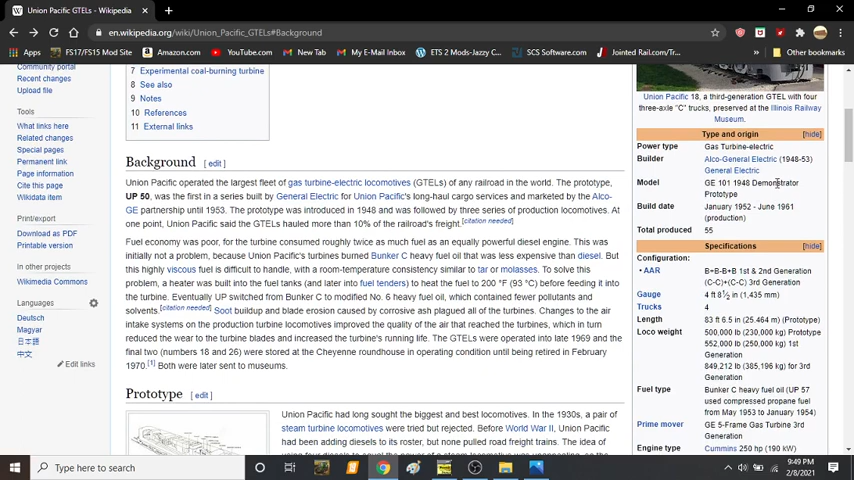 Union Pacific GTELs - Wikipedia
en.wikipedia.org/wiki/Union_Pacific_GTELs#Background
Apps
FS17/FS15 Mod Site
Amazon.com
YouTube.com
New Tab
My E-Mail Inbox
ETS 2 Mods-Jazzy C...
SCS Software.com
Jointed Rail.com/Tr...
Other bookmarks
Community portal
Recent changes
Upload file
Tools
What links here
Related changes
Special pages
Permanent link
Page information
Cite this page
Wikidata item
Print/export
Download as PDF
Printable version
In other projects
Wikimedia Commons
Languages
Deutsch
Magyar
日本語
中文
Edit links
7 Experimental coal-burning turbine
8 See also
9 Notes
10 References
11 External links
Background [ edit ]
Union Pacific operated the largest fleet of gas turbine-electric locomotives (GTELs) of any railroad in the world. The prototype,
UP 50, was the first in a series built by General Electric for Union Pacific's long-haul cargo services and marketed by the Alco-
GE partnership until 1953. The prototype was introduced in 1948 and was followed by three series of production locomotives. At
one point, Union Pacific said the GTELs hauled more than 10% of the railroad's freight.[citation needed]
Fuel economy was poor, for the turbine consumed roughly twice as much fuel as an equally powerful diesel engine. This was
initially not a problem, because Union Pacific's turbines burned Bunker C heavy fuel oil that was less expensive than diesel. But
this highly viscous fuel is difficult to handle, with a room-temperature consistency similar to tar or molasses. To solve this
problem, a heater was built into the fuel tanks (and later into fuel tenders) to heat the fuel to 200 °F (93 °C) before feeding it into
the turbine. Eventually UP switched from Bunker C to modified No. 6 heavy fuel oil, which contained fewer pollutants and
solvents.[citation needed] Soot buildup and blade erosion caused by corrosive ash plagued all of the turbines. Changes to the air
intake systems on the production turbine locomotives improved the quality of the air that reached the turbines, which in turn
reduced the wear to the turbine blades and increased the turbine's running life. The GTELs were operated into late 1969 and the
final two (numbers 18 and 26) were stored at the Cheyenne roundhouse in operating condition until being retired in February
1970.[1] Both were later sent to museums.
Prototype [ edit ]
Union Pacific had long sought the biggest and best locomotives. In the 1930s, a pair of
steam turbine locomotives were tried but rejected. Before World War II, Union Pacific
had been adding diesels to its roster, but none pulled road freight trains. The idea of
Union Pacific 18, a third-generation GTEL with four
three-axle "C" trucks, preserved at the Illinois Railway
Museum.
Type and origin [hide]
Power type Gas Turbine-electric
Builder Alco-General Electric (1948-53)
General Electric
Model GE 101 1948 Demonstrator
Prototype
Build date January 1952 - June 1961
(production)
Total produced 55
Specifications [hide]
Configuration:
• AAR B+B-B+B 1st & 2nd Generation
(C-C)+(C-C) 3rd Generation
Gauge 4 ft 8 1⁄2 in (1,435 mm)
Trucks 4
Length 83 ft 6.5 in (25.464 m) (Prototype)
Loco weight 500,000 lb (230,000 kg) Prototype
552,000 lb (250,000 kg) 1st
Generation
849,212 lb (385,196 kg) for 3rd
Generation
Fuel type Bunker C heavy fuel oil (UP 57
used compressed propane fuel
from May 1953 to January 1954)
Prime mover GE 5-Frame Gas Turbine 3rd
Generation
Engine type Cummins 250 hp (190 kW)
Type here to search
9:49 PM
2/8/2021